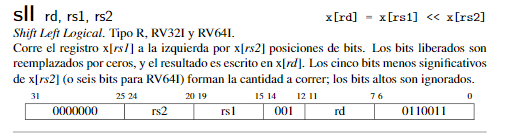 sll rd, rs1, rs2 x[rd] = x[rs1] << x[rs2]
Shift Left Logical. Tipo R, RV32I y RV64I.
Corre el registro x[rs1] a la izquierda por x[rs2] posiciones de bits. Los bits liberados son
reemplazados por ceros, y el resultado es escrito en x[rd]. Los cinco bits menos significativos
de x[rs2] (o seis bits para RV64I) forman la cantidad a correr; los bits altos son ignorados.
31 25 24 20 19 15 14 12 11 7 6 0
0000000 rs2 rs1 001 rd 0110011